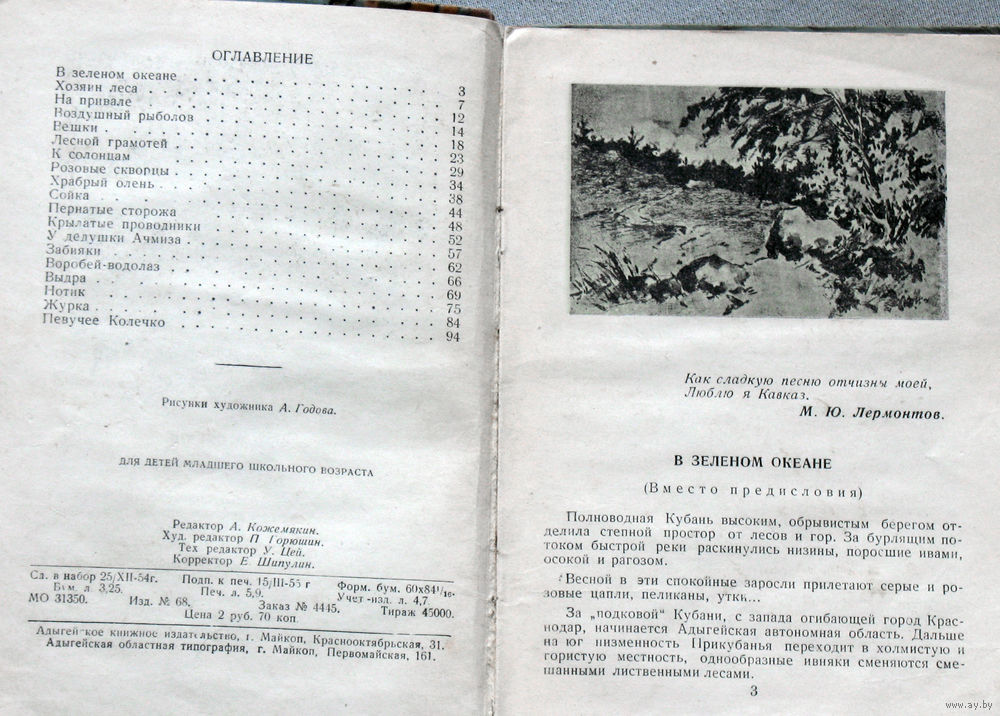 ОГЛАВЛЕНИЕ
В зеленом океане . . . . . . . . . . . . 3
Хозяин леса . . . . . . . . . . . . 7
На привале . . . . . . . . . . . . 12
Воздушный рыболов . . . . . . . . . . . . 14
Вешки . . . . . . . . . . . . 18
Лесной грамотей . . . . . . . . . . . . 23
К солонцам . . . . . . . . . . . . 29
Розовые скворцы . . . . . . . . . . . . 34
Храбрый олень . . . . . . . . . . . . 38
Сойка . . . . . . . . . . . . 44
Пернатые сторожа . . . . . . . . . . . . 48
Крылатые проводники . . . . . . . . . . . . 52
У дедушки Ачмиза . . . . . . . . . . . . 57
Забияки . . . . . . . . . . . . 62
Воробей-водолаз . . . . . . . . . . . . 66
Выдра . . . . . . . . . . . . 69
Нотик . . . . . . . . . . . . 75
Журка . . . . . . . . . . . . 84
Певучее Колечко . . . . . . . . . . . . 94
Рисунки художника А. Годова.
ДЛЯ ДЕТЕЙ МЛАДШЕГО ШКОЛЬНОГО ВОЗРАСТА
Редактор А. Кожемякин.
Худ. редактор П Горюшин.
Тех редактор У. Цей.
Корректор Е. Шипулин.
Сд. в набор 25/XII-54г. Подп. к печ. 15/III-55 г Форм. бум. 60х84 1/16.
Бум. л. 3,25. Печ. л. 5,9. Учет-изд. л. 4,7.
МО 31350. Изд. № 68. Заказ № 4445. Тираж 45000.
Цена 2 руб. 70 коп.
Адыгейское книжное издательство, г. Майкоп, Краснооктябрьская, 31.
Адыгейская областная типография, г. Майкоп, Первомайская, 161.
Как сладкую песню отчизны моей,
Люблю я Кавказ.
М. Ю. Лермонтов.
В ЗЕЛЕНОМ ОКЕАНЕ
(Вместо предисловия)
Полноводная Кубань высоким, обрывистым берегом от-
делила степной простор от лесов и гор. За бурлящим по-
током быстрой реки раскинулись низины, поросшие ивами,
осокой и рагозом.
Весной в эти спокойные заросли прилетают серые и ро-
зовые цапли, пеликаны, утки...
За „подковой“ Кубани, с запада огибающей город Крас-
нодар, начинается Адыгейская автономная область. Дальше
на юг низменность Прикубанья переходит в холмистую и
гористую местность, однообразные ивняки сменяются сме-
шанными лиственными лесами.
3
www.ay.by